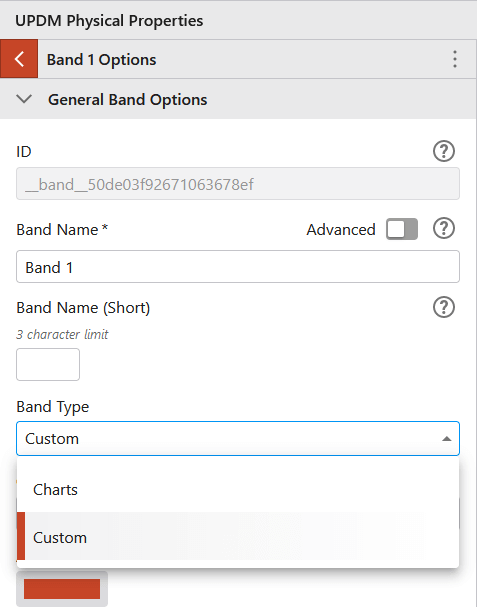 UPDM Physical Properties
Band 1 Options
General Band Options
ID
__band__50de03f92671063678ef
Band Name * Advanced
Band 1
Band Name (Short)
3 character limit
Band Type
Custom
Charts
Custom